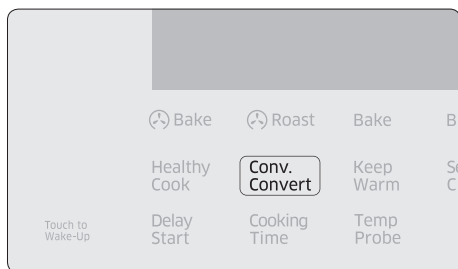 Bake Roast Bake B
Healthy Conv. Keep Se
Cook Convert Warm C
Touch to Delay Cooking Temp
Wake-Up Start Time Probe